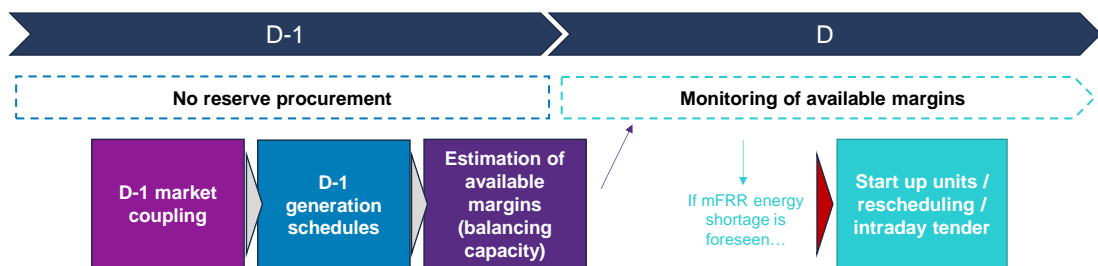 D-1
D
No reserve procurement
Monitoring of available margins
D-1 market
coupling
D-1
generation
schedules
Estimation of
available
margins
(balancing
capacity)
If mFRR energy
shortage is
foreseen…
Start up units /
rescheduling /
intraday tender